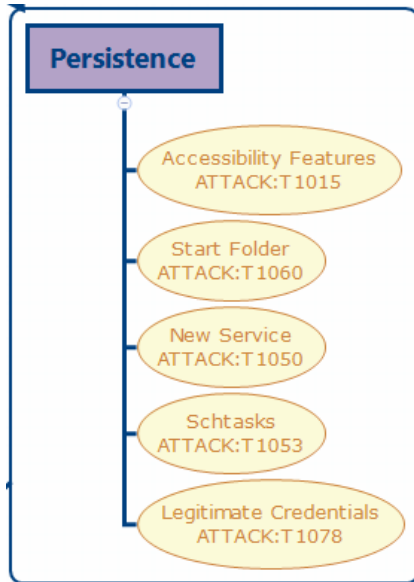 Persistence
Accessibility Features
ATTACK:T1015
Start Folder
ATTACK:T1060
New Service
ATTACK:T1050
Schtasks
ATTACK:T1053
Legitimate Credentials
ATTACK:T1078